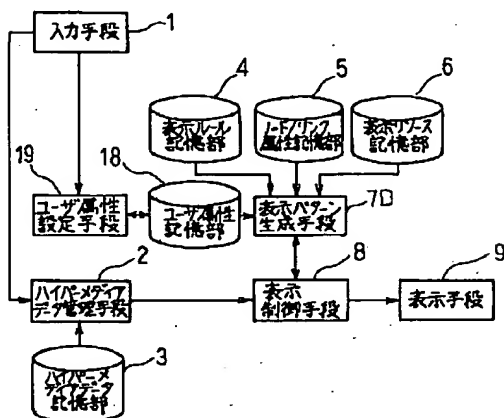 入力手段
1
4
5
6
表示ルール
記憶部
ノード/リンク
属性記憶部
表示リソース
記憶部
19
18
ユーザ属性
設定手段
ユーザ属性
記憶部
表示パターン
生成手段
7D
2
8
9
ハイパーメディア
データ管理手段
表示
制御手段
表示手段
3
ハイパーメ
ディアデータ
記憶部